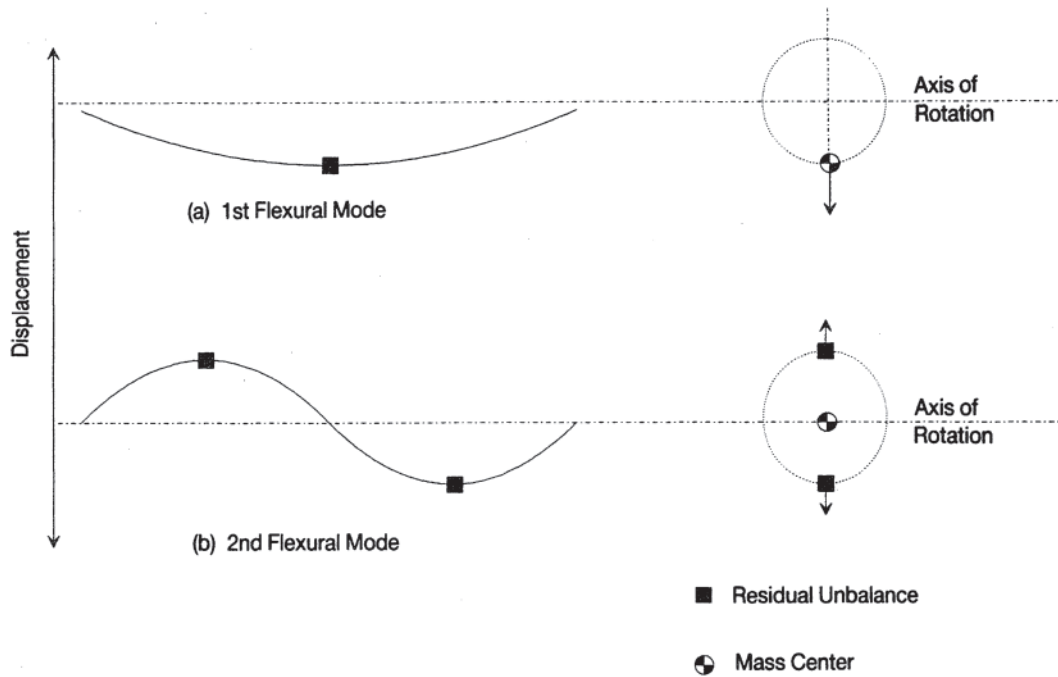 Axis of
Rotation
(a) 1st Flexural Mode
Displacement
Axis of
Rotation
(b) 2nd Flexural Mode
Residual Unbalance
Mass Center